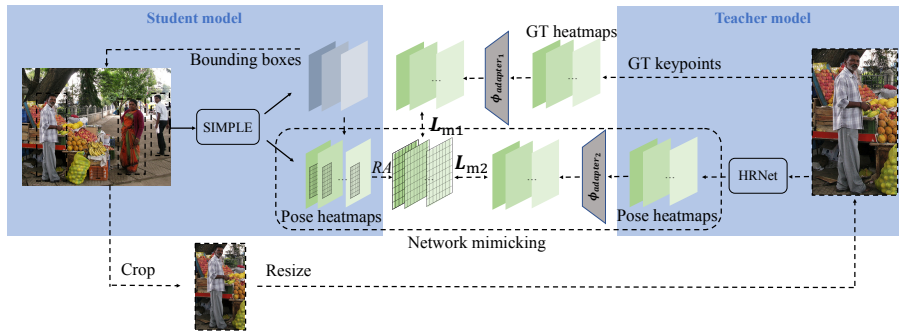 Student model
Teacher model
Bounding boxes
GT heatmaps
GT keypoints
ϕadapter1
...
...
SIMPLE
Lm1
RA
Lm2
...
...
...
...
ϕadapter2
HRNet
Pose heatmaps
Pose heatmaps
Network mimicking
Crop
Resize